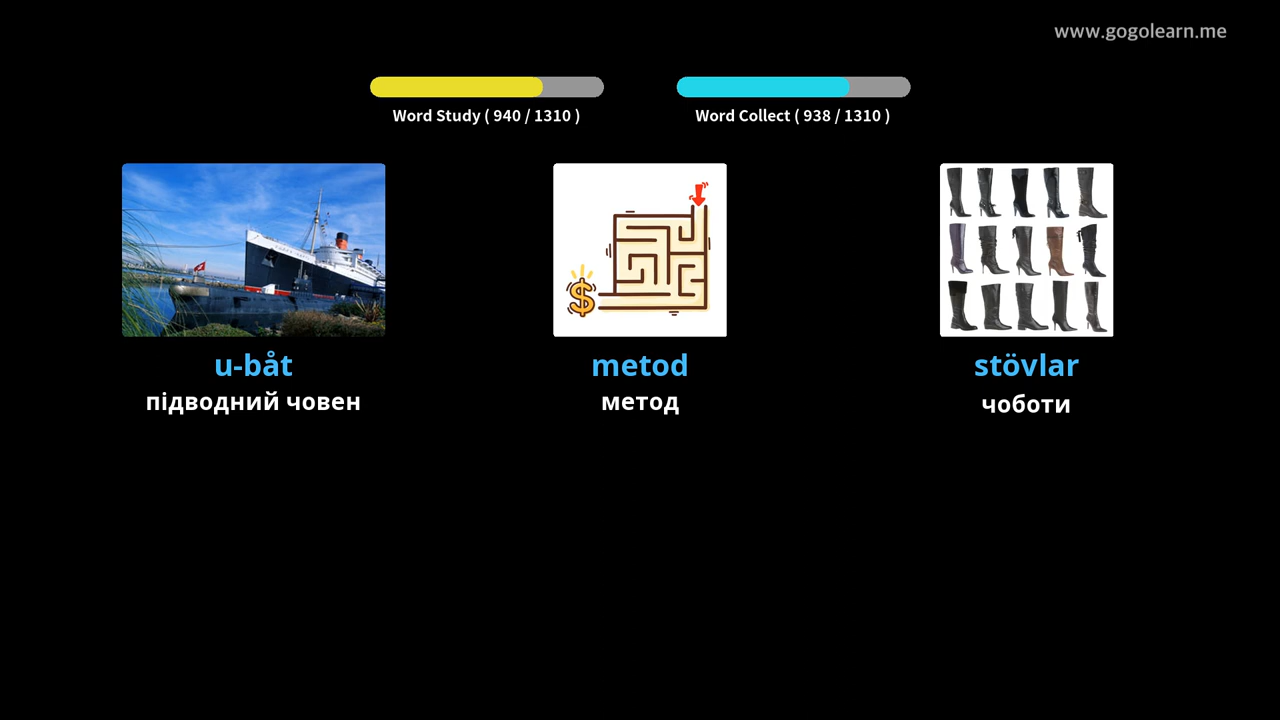 www.gogolearn.me
Word Study ( 940 / 1310 )
Word Collect ( 938 / 1310 )
u-båt
підводний човен
metod
метод
stövlar
чоботи